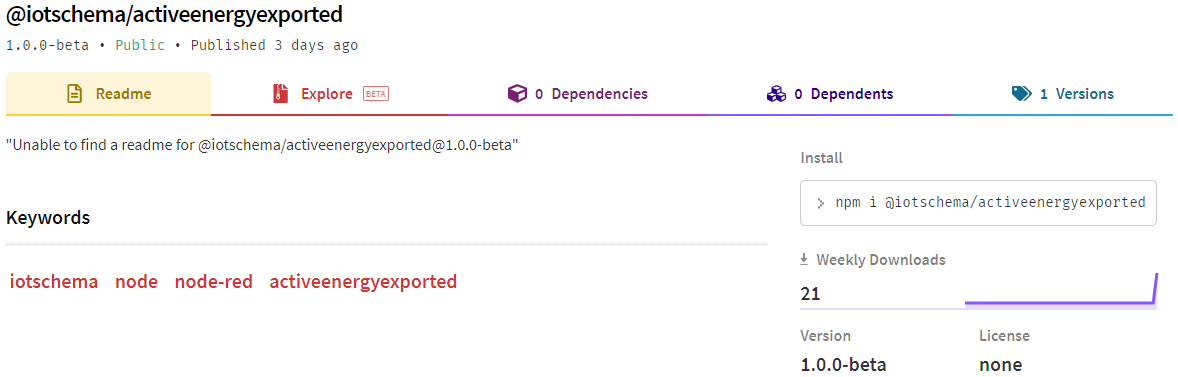 @iotschema/activeenergyexported
1.0.0-beta • Public • Published 3 days ago
Readme
Explore BETA
0 Dependencies
0 Dependents
1 Versions
"Unable to find a readme for @iotschema/activeenergyexported@1.0.0-beta"
Keywords
iotschema node node-red activeenergyexported
Install
> npm i @iotschema/activeenergyexported
Weekly Downloads
21
Version
1.0.0-beta
License
none